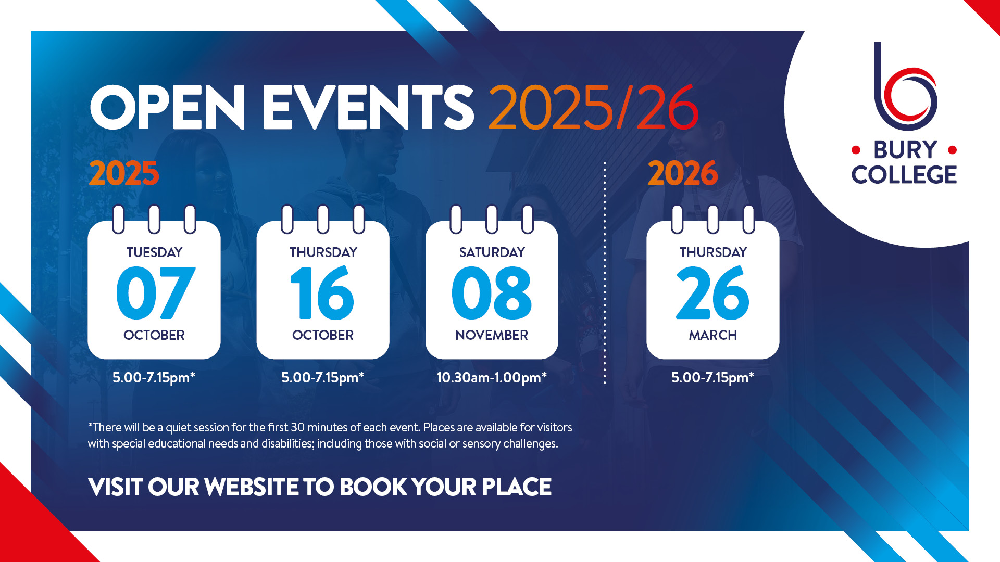 OPEN EVENTS 2025/26
BURY
COLLEGE
2025
TUESDAY
07
OCTOBER
5.00-7.15pm*
THURSDAY
16
OCTOBER
5.00-7.15pm*
SATURDAY
08
NOVEMBER
10.30am-1.00pm*
2026
THURSDAY
26
MARCH
5.00-7.15pm*
*There will be a quiet session for the first 30 minutes of each event. Places are available for visitors
with special educational needs and disabilities; including those with social or sensory challenges.
VISIT OUR WEBSITE TO BOOK YOUR PLACE